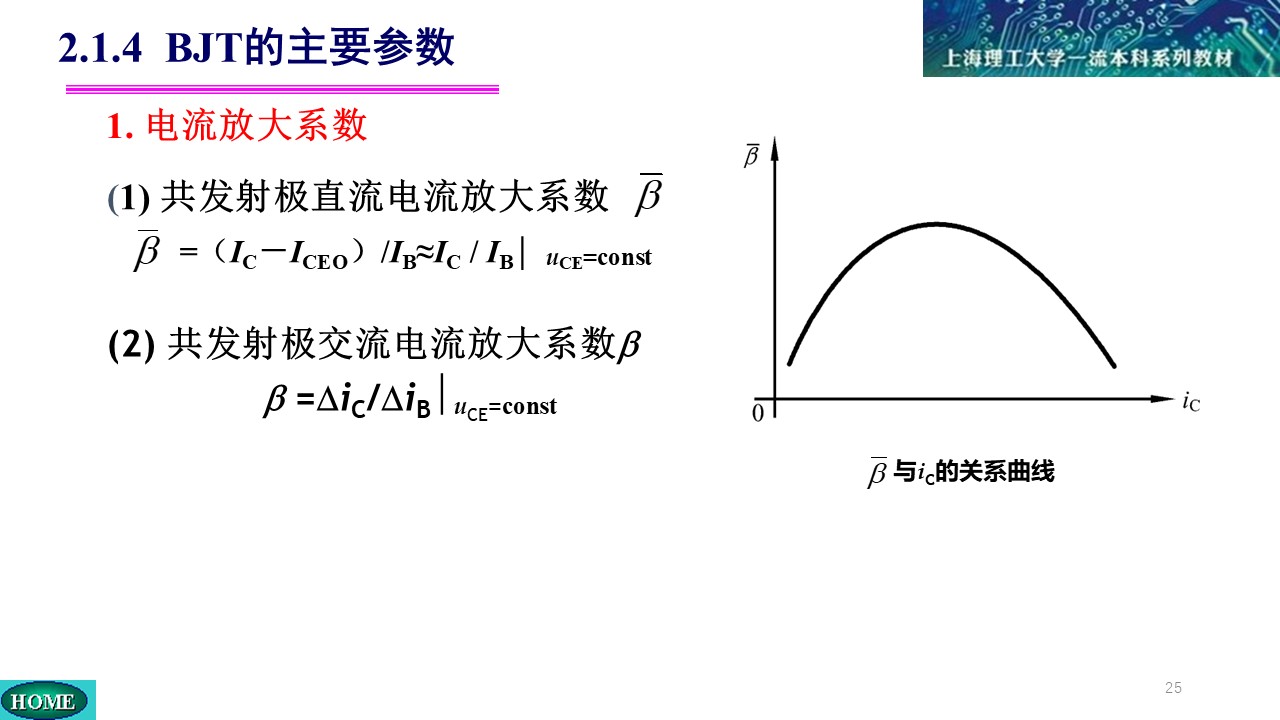 2.1.4 BJT的主要参数
上海理工大学一流本科系列教材
1. 电流放大系数
(1) 共发射极直流电流放大系数 β̅
β̅ =（IC－ICEO）/IB≈IC / IB| uCE=const
(2) 共发射极交流电流放大系数β
β =ΔiC/ΔiB| uCE=const
β̅
0
iC
β̅ 与iC的关系曲线
HOME
25